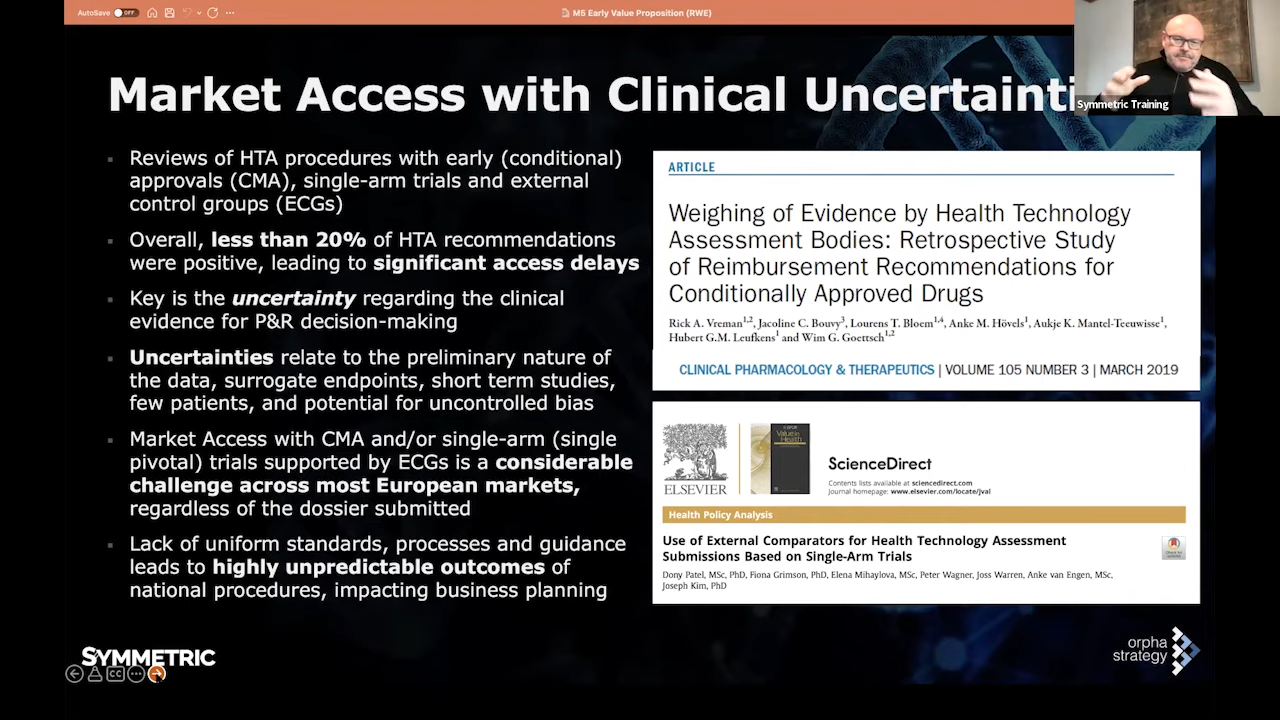 AutoSave OFF
M5 Early Value Proposition (RWE)
Symmetric Training
Market Access with Clinical Uncertainti
▪ Reviews of HTA procedures with early (conditional)
approvals (CMA), single-arm trials and external
control groups (ECGs)
▪ Overall, less than 20% of HTA recommendations
were positive, leading to significant access delays
▪ Key is the uncertainty regarding the clinical
evidence for P&R decision-making
▪ Uncertainties relate to the preliminary nature of
the data, surrogate endpoints, short term studies,
few patients, and potential for uncontrolled bias
▪ Market Access with CMA and/or single-arm (single
pivotal) trials supported by ECGs is a considerable
challenge across most European markets,
regardless of the dossier submitted
▪ Lack of uniform standards, processes and guidance
leads to highly unpredictable outcomes of
national procedures, impacting business planning
ARTICLE
Weighing of Evidence by Health Technology
Assessment Bodies: Retrospective Study
of Reimbursement Recommendations for
Conditionally Approved Drugs
Rick A. Vreman1,2, Jacoline C. Bouvy3, Lourens T. Bloem1,4, Anke M. Hövels1, Aukje K. Mantel-Teeuwisse1,
Hubert G.M. Leufkens1 and Wim G. Goettsch1,2
CLINICAL PHARMACOLOGY & THERAPEUTICS | VOLUME 105 NUMBER 3 | MARCH 2019
ELSEVIER
Value in Health
ScienceDirect
Contents lists available at sciencedirect.com
Journal homepage: www.elsevier.com/locate/jval
Health Policy Analysis
Use of External Comparators for Health Technology Assessment
Submissions Based on Single-Arm Trials
Dony Patel, MSc, PhD, Fiona Grimson, PhD, Elena Mihaylova, MSc, Peter Wagner, Joss Warren, Anke van Engen, MSc,
Joseph Kim, PhD
SYMMETRIC
CC
orpha
strategy